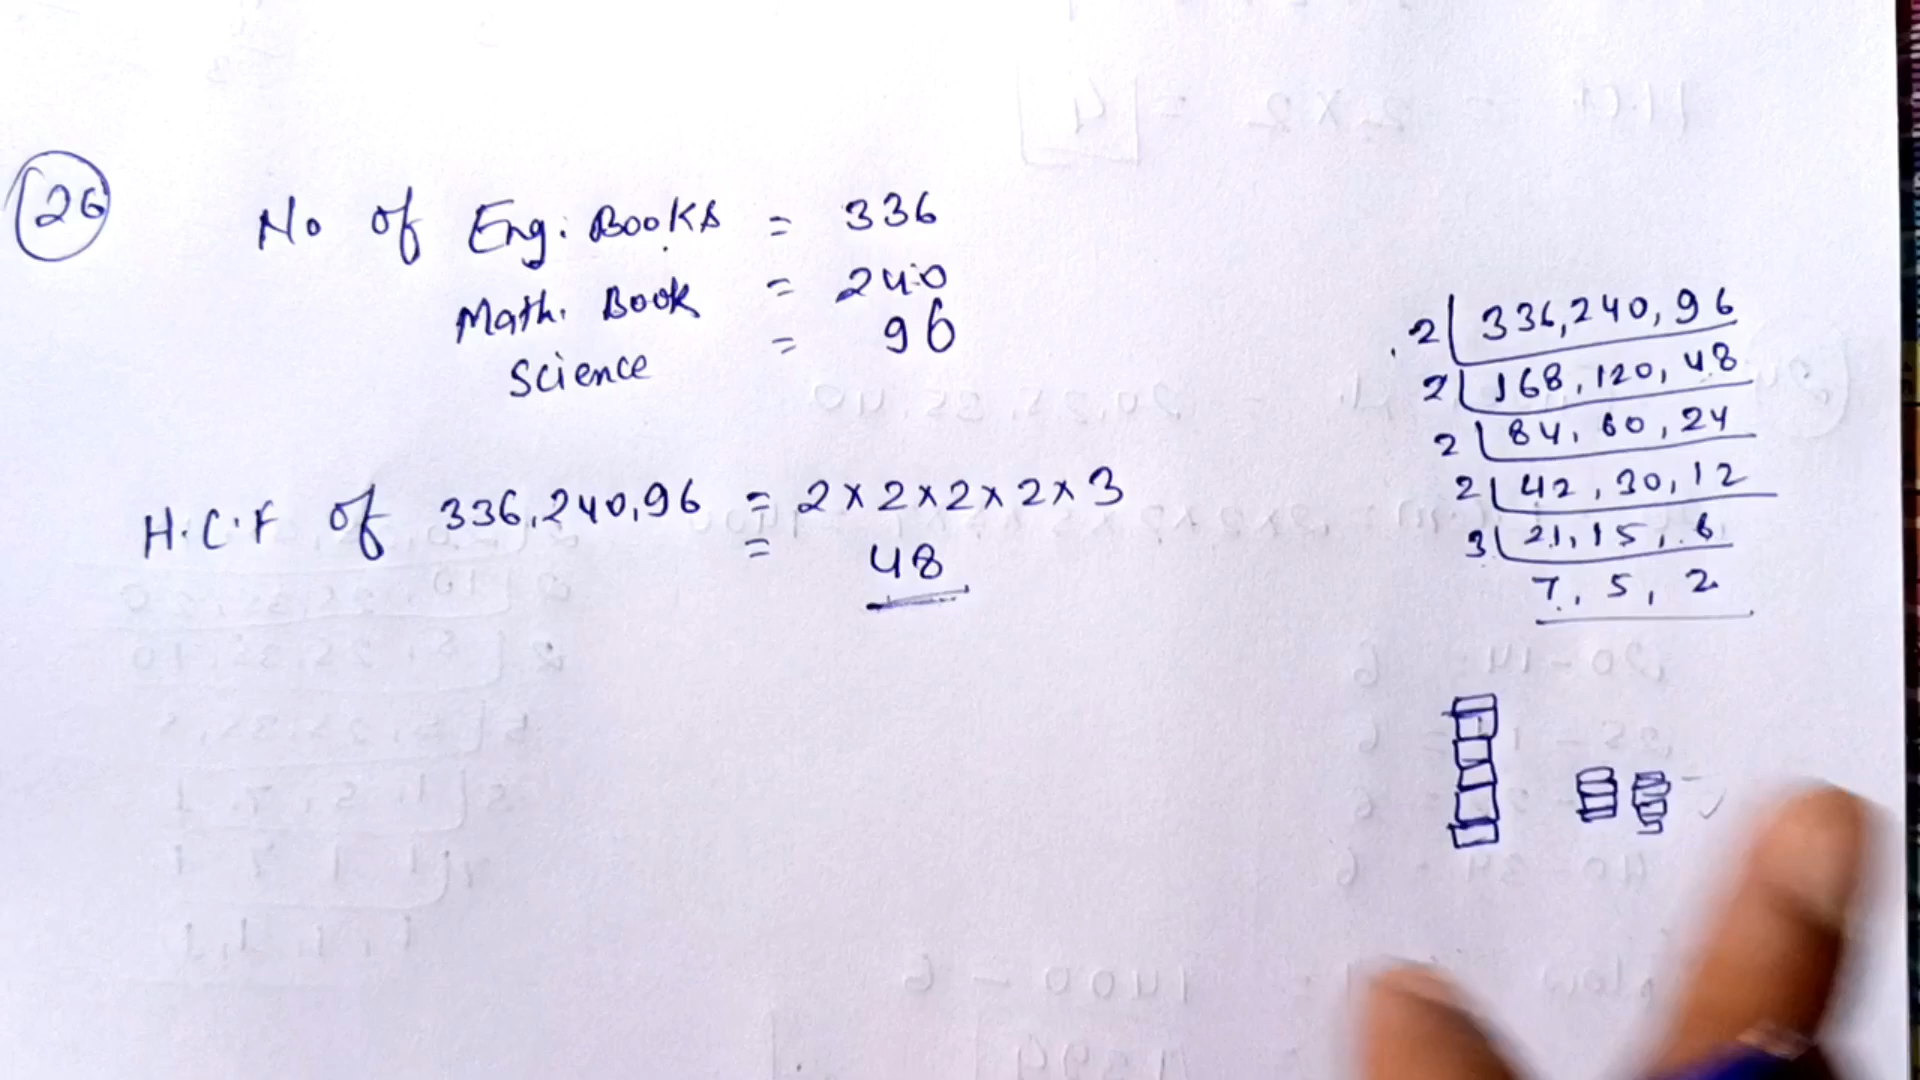 26
No of Eng. Books = 336
Math. Book = 240
Science = 96
H.C.F of 336,240,96 = 2×2×2×2×3
= 48
2 336,240,96
2 168,120,48
2 84,60,24
2 42,30,12
3 21,15,6
7,5,2